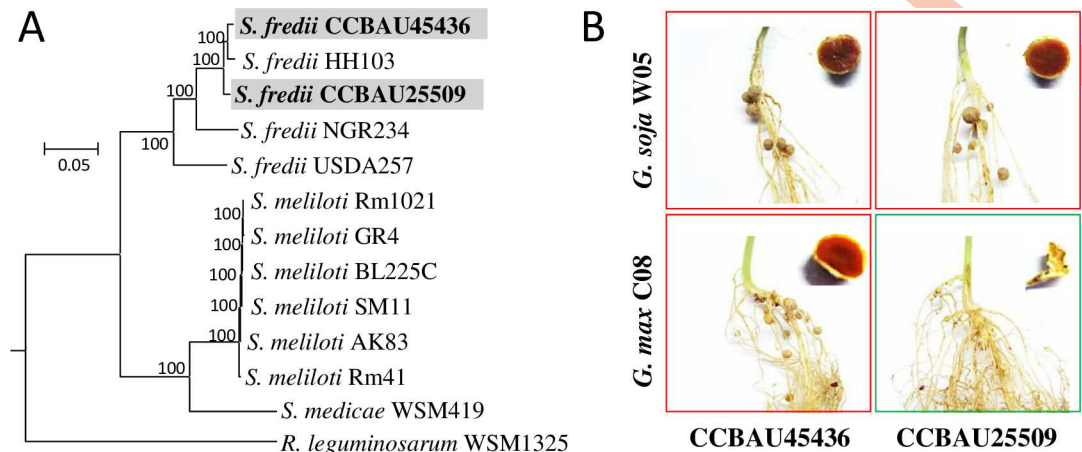 A
S. fredii CCBAU45436
100
100
S. fredii HH103
S. fredii CCBAU25509
100
S. fredii NGR234
100
0.05
S. fredii USDA257
S. meliloti Rm1021
100
S. meliloti GR4
100
S. meliloti BL225C
100
S. meliloti SM11
100
S. meliloti AK83
100
S. meliloti Rm41
100
S. medicae WSM419
R. leguminosarum WSM1325
B
G. soja W05
G. max C08
CCBAU45436 CCBAU25509